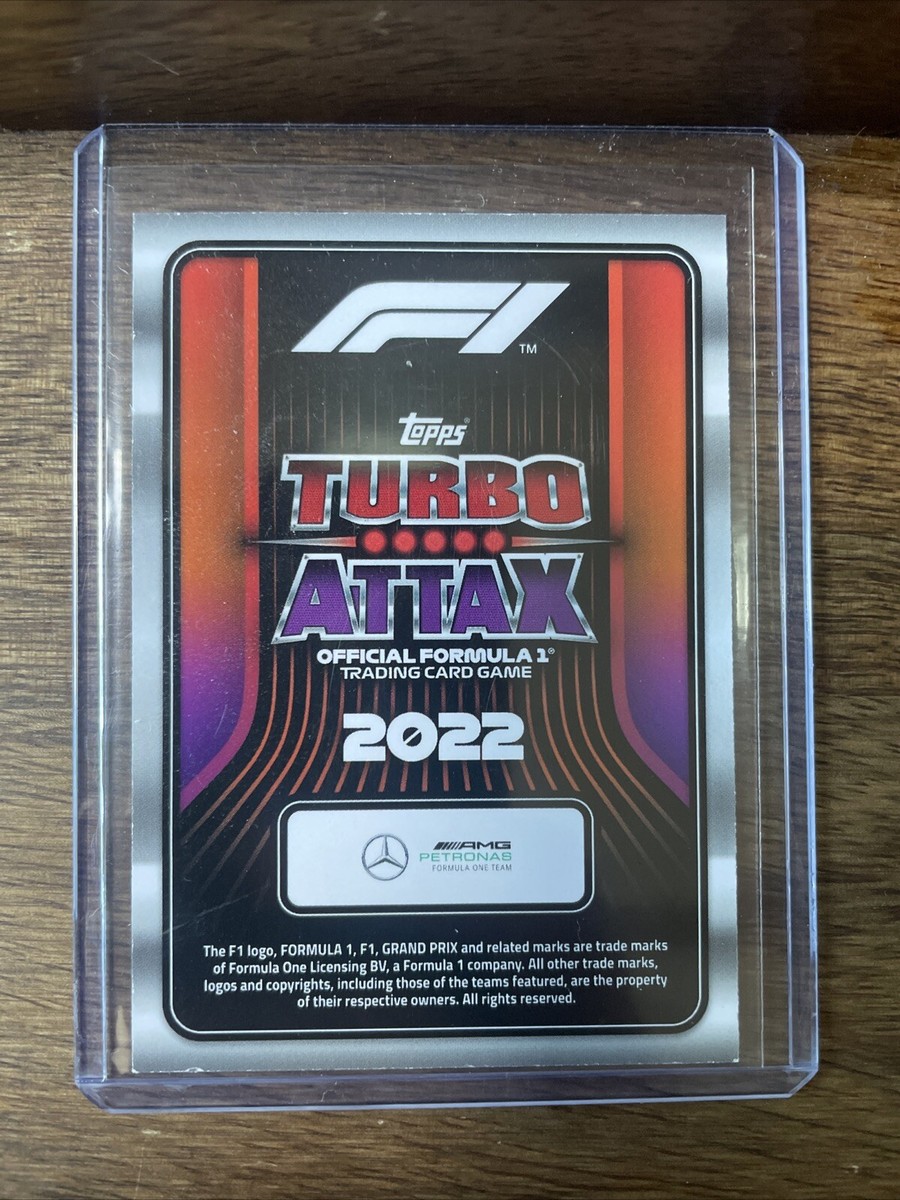 F1
TM
topps®
TURBO
ATTAX
OFFICIAL FORMULA 1®
TRADING CARD GAME
2022
AMG
PETRONAS
FORMULA ONE TEAM
The F1 logo, FORMULA 1, F1, GRAND PRIX and related marks are trade marks
of Formula One Licensing BV, a Formula 1 company. All other trade marks,
logos and copyrights, including those of the teams featured, are the property
of their respective owners. All rights reserved.